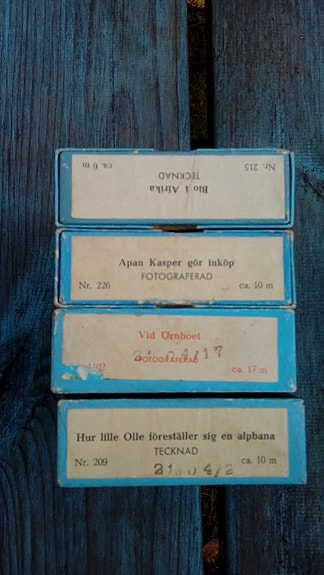 Bio i Afrika
TECKNAD
Nr. 215 ca. 6 m
Apan Kasper gör inköp
FOTOGRAFERAD
Nr. 226 ca. 10 m
Vid Örnboet
FOTOGRAFERAD
ca. 17 m
Hur lille Olle föreställer sig en alpbana
TECKNAD
Nr. 209 ca. 10 m